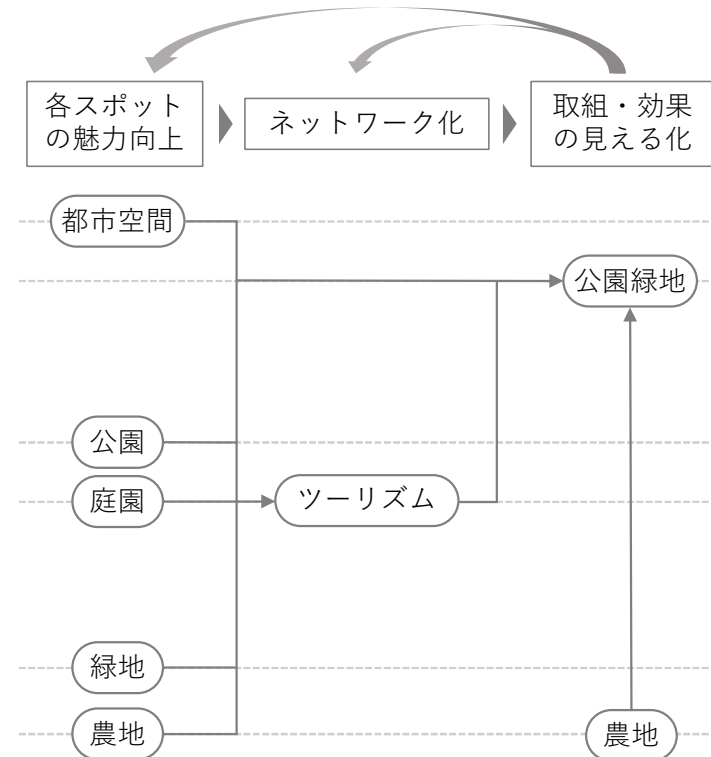 各スポット
の魅力向上
ネットワーク化
取組・効果
の見える化
都市空間
公園緑地
公園
庭園
ツーリズム
緑地
農地
農地